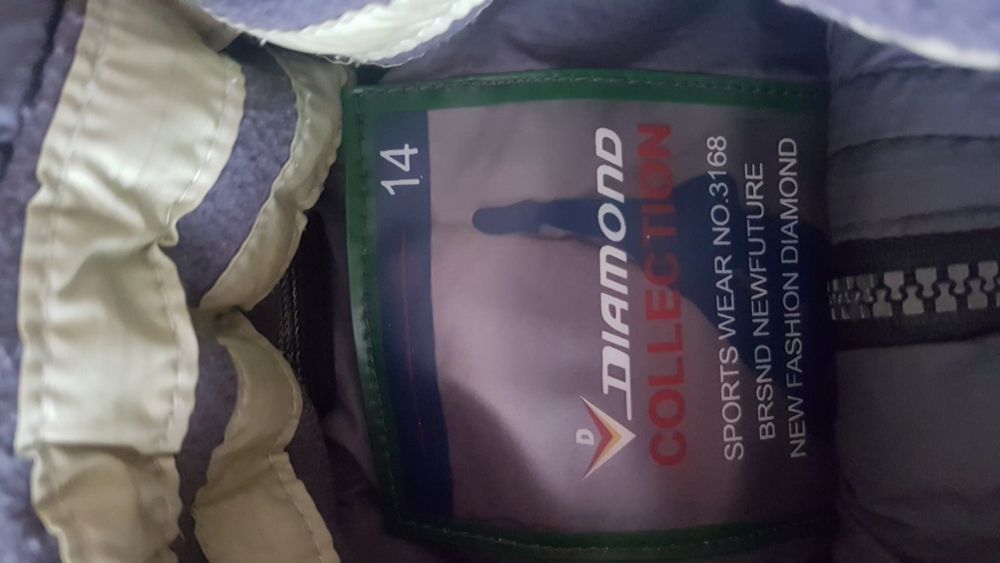 14
D
DIAMOND
COLLECTION
SPORTS WEAR NO.3168
BRSND NEWFUTURE
NEW FASHION DIAMOND